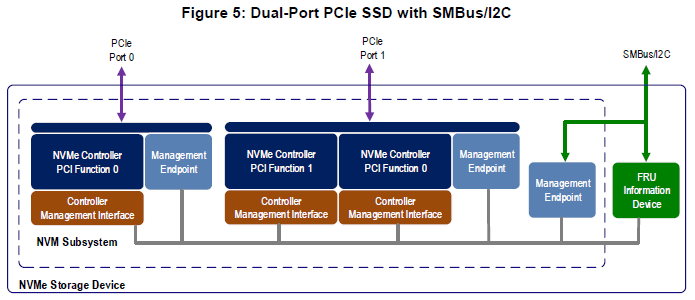 Figure 5: Dual-Port PCIe SSD with SMBus/I2C
PCIe
Port 0
PCIe
Port 1
SMBus/I2C
NVMe Controller
PCI Function 0
Management
Endpoint
NVMe Controller
PCI Function 1
NVMe Controller
PCI Function 0
Management
Endpoint
Management
Endpoint
FRU
Information
Device
Controller
Management Interface
Controller
Management Interface
Controller
Management Interface
NVM Subsystem
NVMe Storage Device